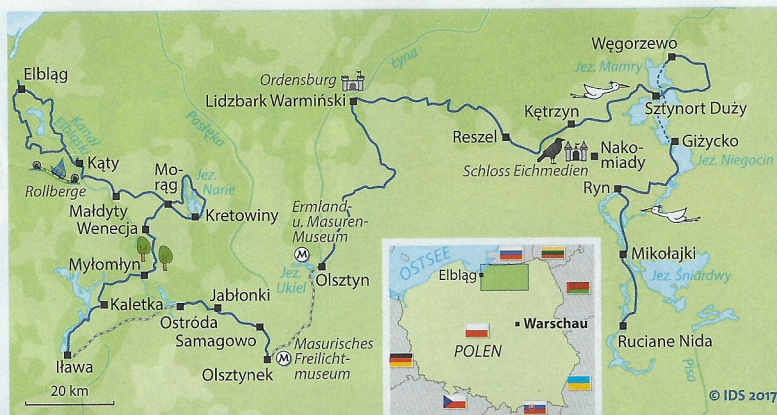 Elbląg
Kanał
Elbląski
Kąty
Rollberge
Małdyty
Wenecja
Mo-
rąg
Jez.
Narie
Kretowiny
Myłomłyn
Kaletka
Iława
20 km
Pasłęka
Ostróda
Jabłonki
Samagowo
Olsztynek
M
Masurisches
Freilicht-
museum
Ermland-
u. Masuren-
Museum
M
Jez.
Ukiel
Olsztyn
Ordensburg
Lidzbark Warmiński
Łyna
Reszel
Kętrzyn
Schloss Eichmedien
Nako-
miady
Węgorzewo
Jez. Mamry
Sztynort Duży
Giżycko
Jez. Niegocin
Ryn
Mikołajki
Jez. Śniardwy
Ruciane Nida
Pisa
OSTSEE
Elbląg
Warschau
POLEN
© IDS 2017